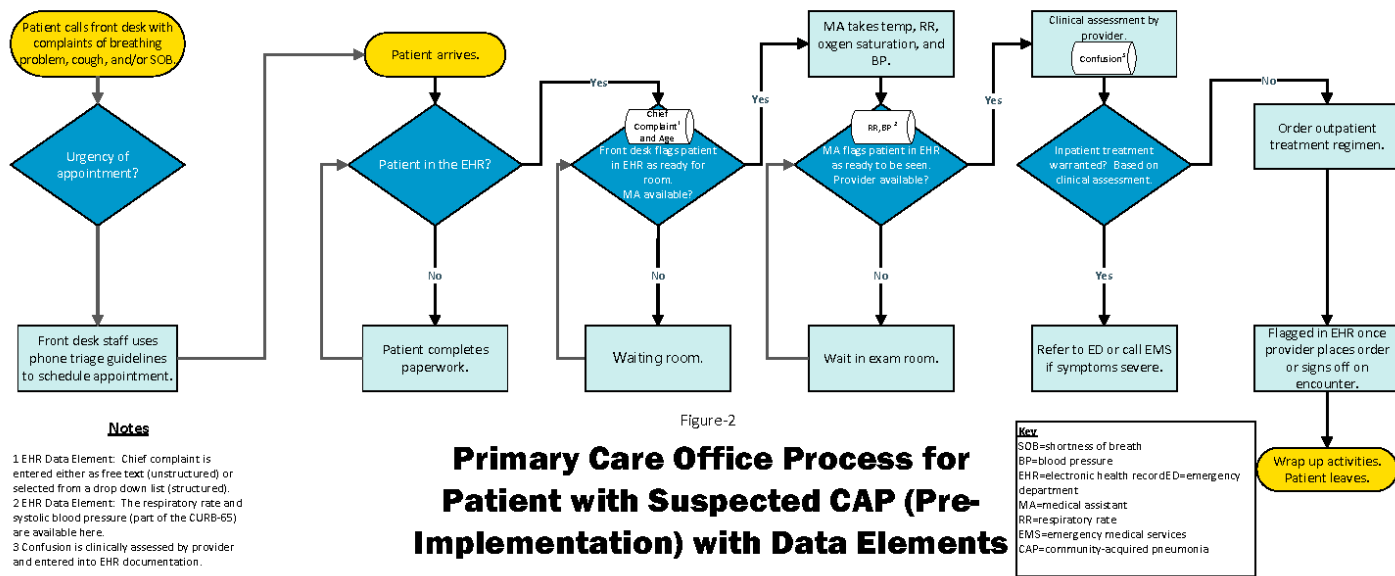 Patient calls front desk with
complaints of breathing
problem, cough, and/or SOB.
Urgency of
appointment?
Front desk staff uses
phone triage guidelines
to schedule appointment.
Patient arrives.
Patient in the EHR?
Yes
No
Patient completes
paperwork.
Chief
Complaint1
and Age
Front desk flags patient
in EHR as ready for
room.
MA available?
Yes
No
Waiting room.
MA takes temp, RR,
oxgen saturation, and
BP.
RR,BP 2
MA flags patient in EHR
as ready to be seen.
Provider available?
Yes
No
Wait in exam room.
Clinical assessment by
provider.
Confusion3
Inpatient treatment
warranted? Based on
clinical assessment.
No
Yes
Refer to ED or call EMS
if symptoms severe.
Order outpatient
treatment regimen.
Flagged in EHR once
provider places order
or signs off on
encounter.
Wrap up activities.
Patient leaves.
Notes
1 EHR Data Element: Chief complaint is
entered either as free text (unstructured) or
selected from a drop down list (structured).
2 EHR Data Element: The respiratory rate and
systolic blood pressure (part of the CURB-65)
are available here.
3 Confusion is clinically assessed by provider
and entered into EHR documentation.
Figure-2
Primary Care Office Process for
Patient with Suspected CAP (Pre-
Implementation) with Data Elements
Key
SOB=shortness of breath
BP=blood pressure
EHR=electronic health recordED=emergency
department
MA=medical assistant
RR=respiratory rate
EMS=emergency medical services
CAP=community-acquired pneumonia